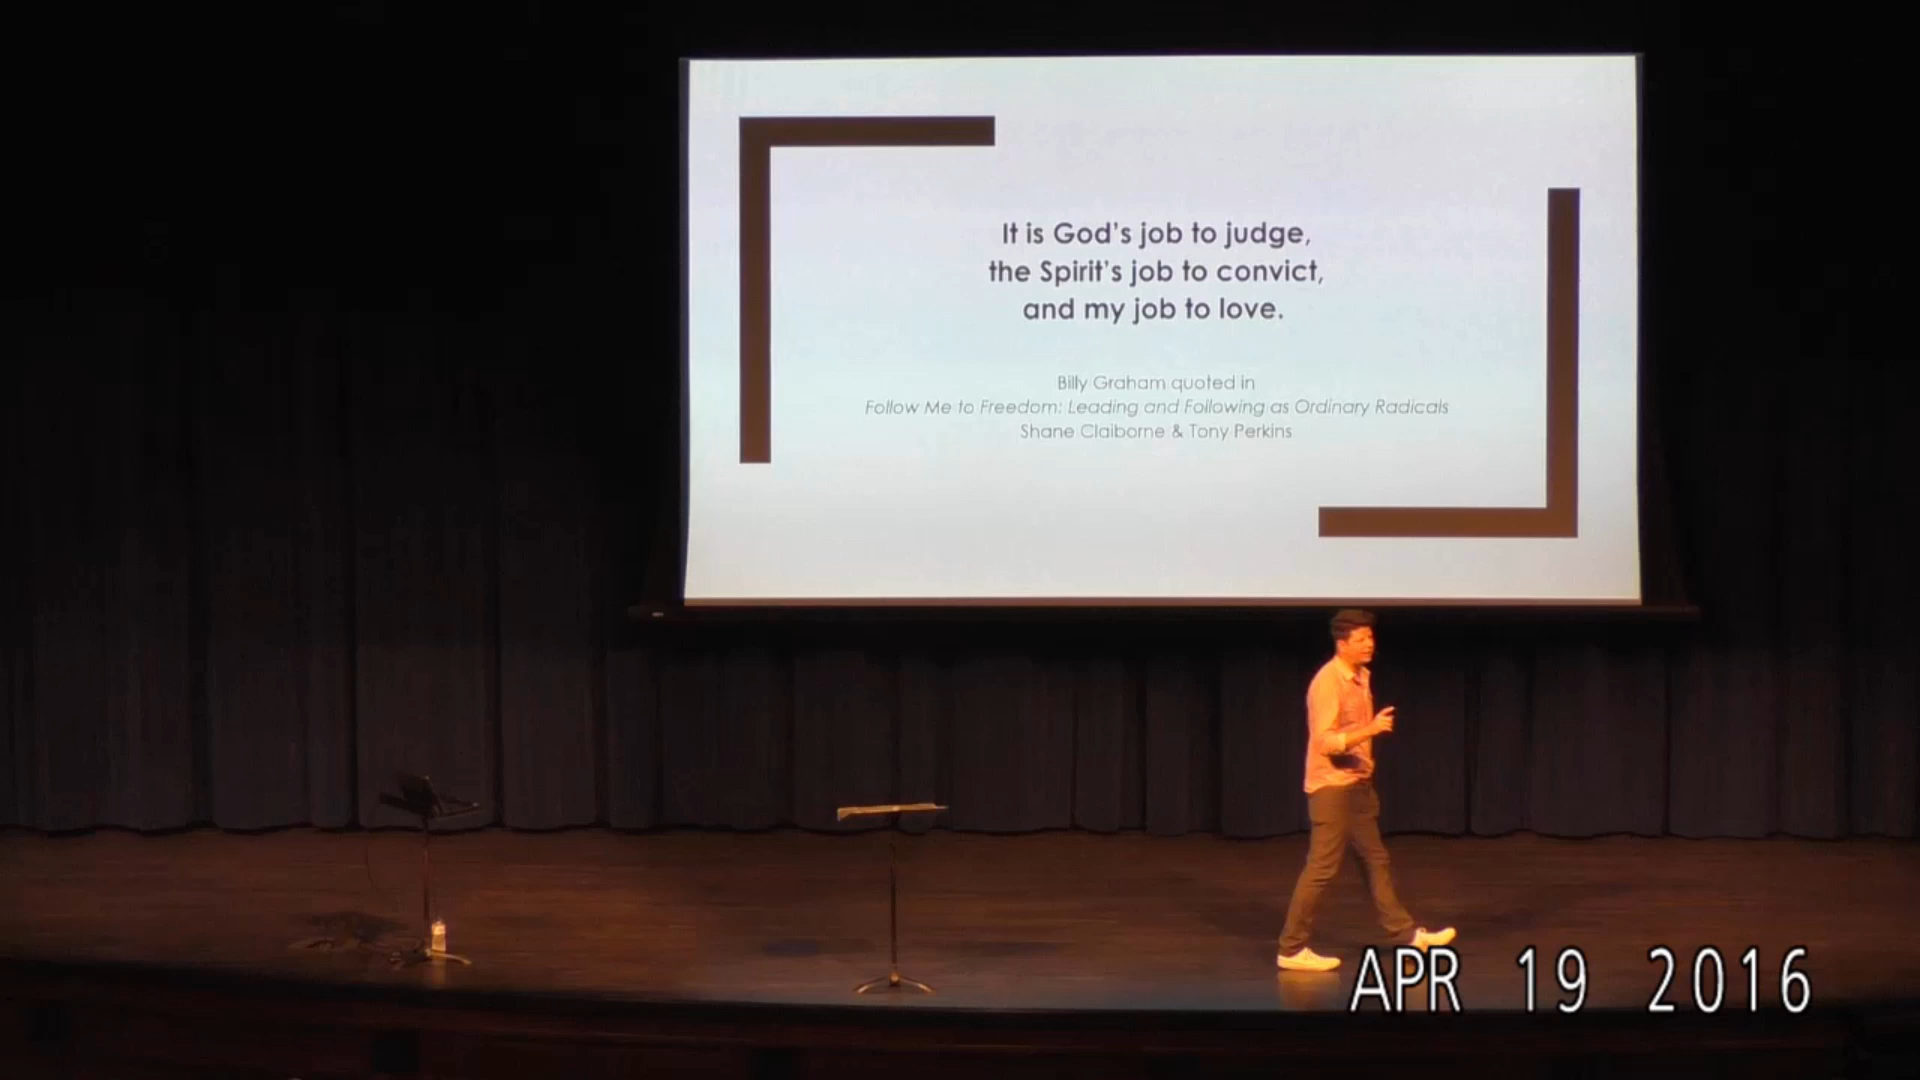 It is God's job to judge,
the Spirit's job to convict,
and my job to love.
Billy Graham quoted in
Follow Me to Freedom: Leading and Following as Ordinary Radicals
Shane Claiborne & Tony Perkins
APR 19 2016